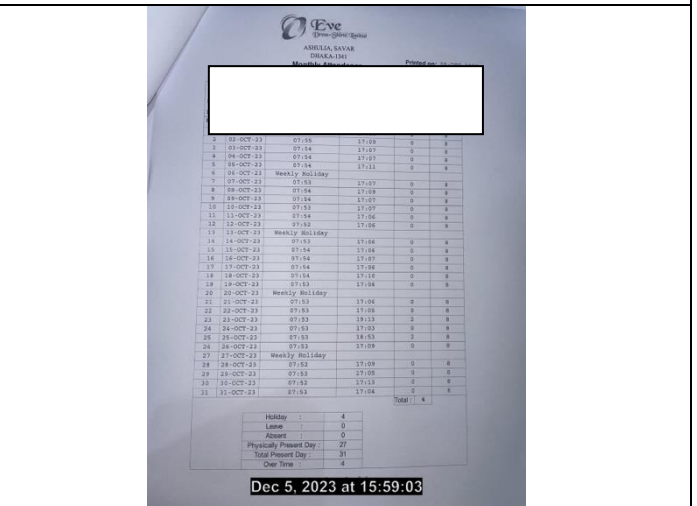 Eve
Dress Shirts Limited
ASHULIA, SAVAR
DHAKA-1341
Monthly Attendance
Printed on:
2 02-OCT-23 07:55 17:09 0 8
3 03-OCT-23 07:54 17:07 0 8
4 04-OCT-23 07:54 17:07 0 8
5 05-OCT-23 07:54 17:11 0 8
6 06-OCT-23 Weekly Holiday
7 07-OCT-23 07:53 17:07 0 8
8 08-OCT-23 07:54 17:09 0 8
9 09-OCT-23 07:54 17:07 0 8
10 10-OCT-23 07:53 17:07 0 8
11 11-OCT-23 07:54 17:06 0 8
12 12-OCT-23 07:52 17:06 0 8
13 13-OCT-23 Weekly Holiday
14 14-OCT-23 07:53 17:06 0 8
15 15-OCT-23 07:54 17:06 0 8
16 16-OCT-23 07:54 17:07 0 8
17 17-OCT-23 07:54 17:06 0 8
18 18-OCT-23 07:54 17:10 0 8
19 19-OCT-23 07:53 17:04 0 8
20 20-OCT-23 Weekly Holiday
21 21-OCT-23 07:53 17:06 0 8
22 22-OCT-23 07:53 17:05 0 8
23 23-OCT-23 07:53 19:13 2 8
24 24-OCT-23 07:53 17:03 0 8
25 25-OCT-23 07:53 18:53 2 8
26 26-OCT-23 07:53 17:09 0 8
27 27-OCT-23 Weekly Holiday
28 28-OCT-23 07:52 17:09 0 8
29 29-OCT-23 07:53 17:05 0 8
30 30-OCT-23 07:52 17:13 0 8
31 31-OCT-23 07:53 17:04 0 8
Total : 4
Holiday : 4
Leave : 0
Absent : 0
Physically Present Day : 27
Total Present Day : 31
Over Time : 4
Dec 5, 2023 at 15:59:03